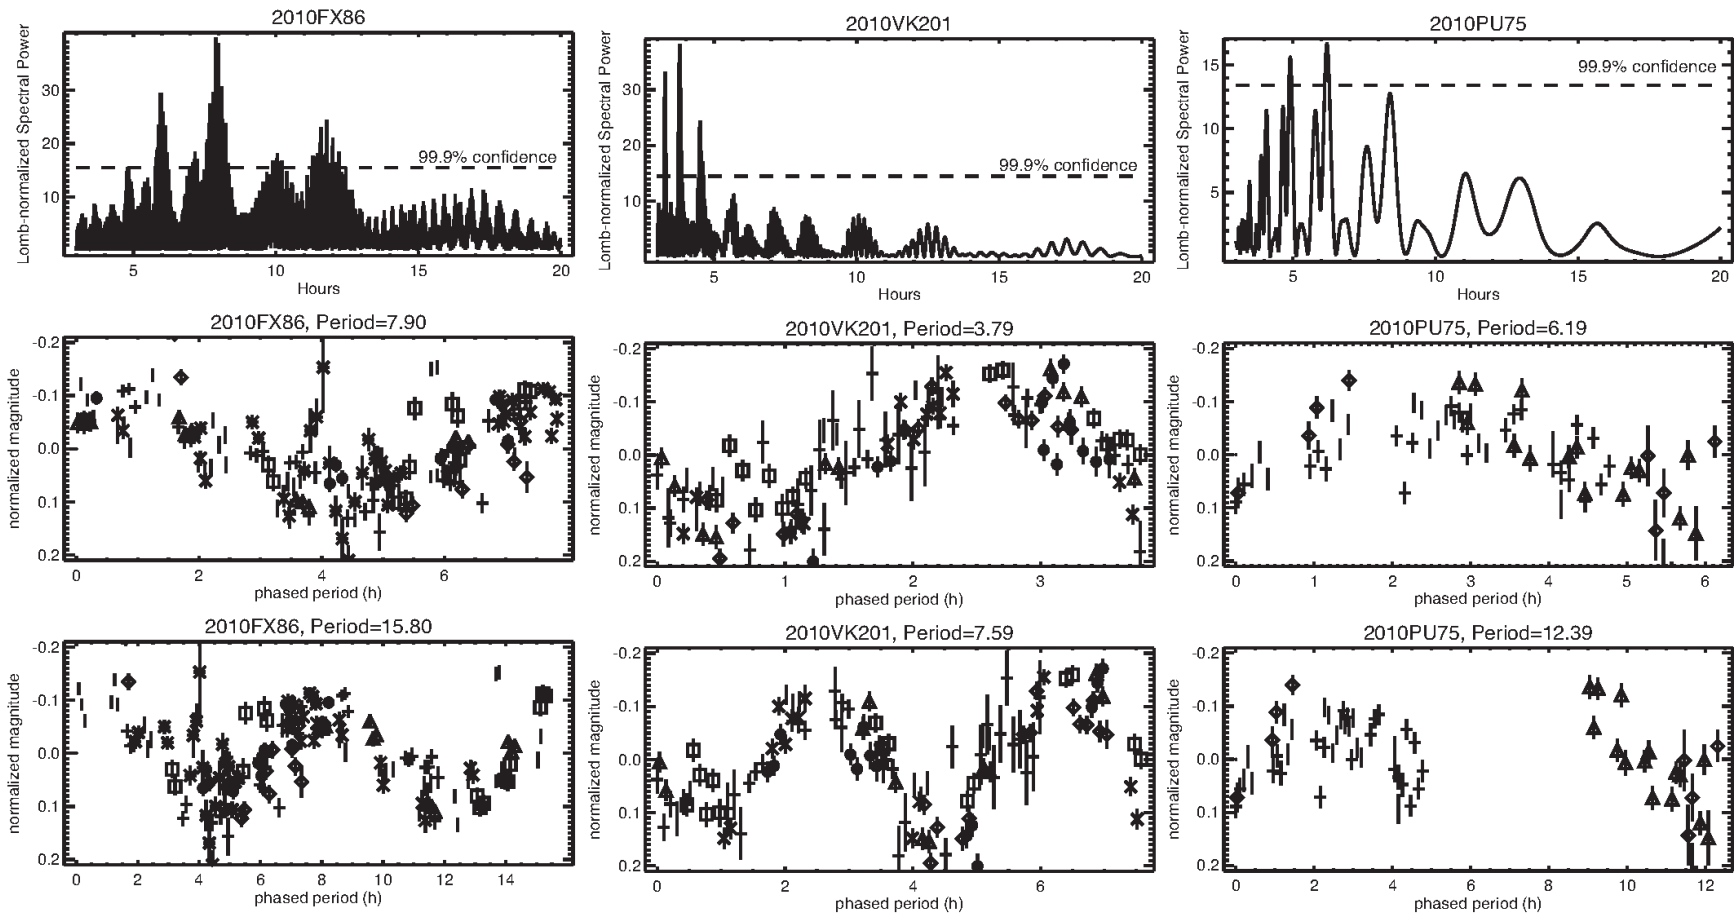 2010FX86
Lomb-normalized Spectral Power
30
20
10
99.9% confidence
5 10 15 20
Hours
2010VK201
Lomb-normalized Spectral Power
30
20
10
99.9% confidence
5 10 15 20
Hours
2010PU75
Lomb-normalized Spectral Power
15
10
5
99.9% confidence
5 10 15 20
Hours
2010FX86, Period=7.90
normalized magnitude
-0.2
-0.1
0.0
0.1
0.2
0 2 4 6
phased period (h)
2010VK201, Period=3.79
normalized magnitude
-0.2
-0.1
0.0
0.1
0.2
0 1 2 3
phased period (h)
2010PU75, Period=6.19
normalized magnitude
-0.2
-0.1
0.0
0.1
0.2
0 1 2 3 4 5 6
phased period (h)
2010FX86, Period=15.80
normalized magnitude
-0.2
-0.1
0.0
0.1
0.2
0 2 4 6 8 10 12 14
phased period (h)
2010VK201, Period=7.59
normalized magnitude
-0.2
-0.1
0.0
0.1
0.2
0 2 4 6
phased period (h)
2010PU75, Period=12.39
normalized magnitude
-0.2
-0.1
0.0
0.1
0.2
0 2 4 6 8 10 12
phased period (h)